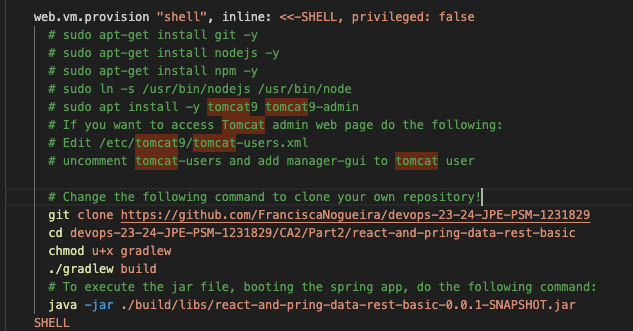 web.vm.provision "shell", inline: <<-SHELL, privileged: false
# sudo apt-get install git -y
# sudo apt-get install nodejs -y
# sudo apt-get install npm -y
# sudo ln -s /usr/bin/nodejs /usr/bin/node
# sudo apt install -y tomcat9 tomcat9-admin
# If you want to access Tomcat admin web page do the following:
# Edit /etc/tomcat9/tomcat-users.xml
# uncomment tomcat-users and add manager-gui to tomcat user
# Change the following command to clone your own repository!
git clone https://github.com/FranciscaNogueira/devops-23-24-JPE-PSM-1231829
cd devops-23-24-JPE-PSM-1231829/CA2/Part2/react-and-pring-data-rest-basic
chmod u+x gradlew
./gradlew build
# To execute the jar file, booting the spring app, do the following command:
java -jar ./build/libs/react-and-pring-data-rest-basic-0.0.1-SNAPSHOT.jar
SHELL